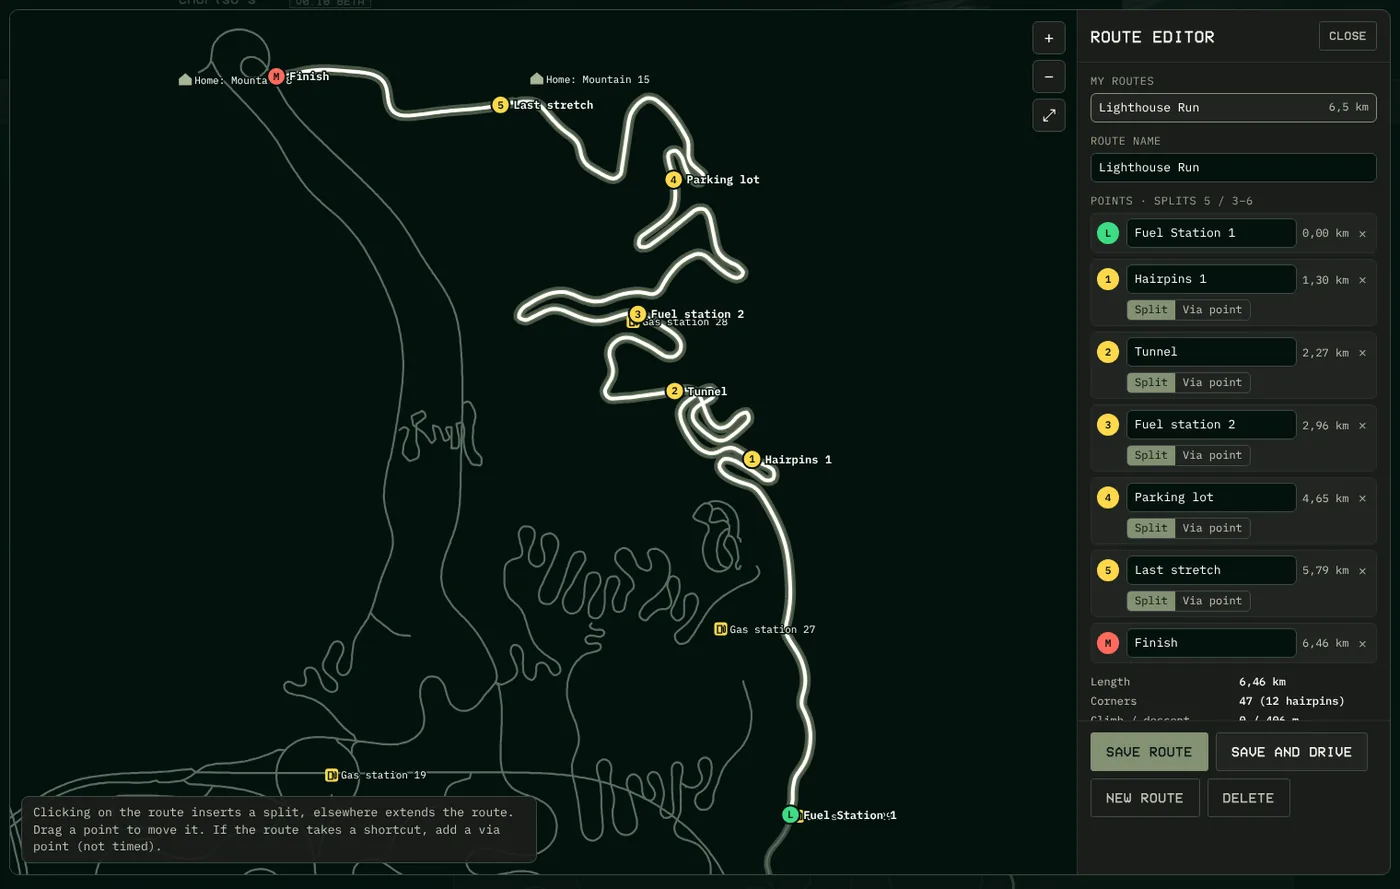 V0.10 BETA
Home: Mounta
Finish
Home: Mountain 15
Last stretch
Parking lot
Fuel station 2
Gas station 28
Tunnel
Hairpins 1
Gas station 27
Gas station 19
Fuel Station 1
Clicking on the route inserts a split, elsewhere extends the route.
Drag a point to move it. If the route takes a shortcut, add a via
point (not timed).
M
5
4
3
2
1
L
+
−
ROUTE EDITOR
CLOSE
MY ROUTES
Lighthouse Run 6,5 km
ROUTE NAME
Lighthouse Run
POINTS · SPLITS 5 / 3–6
L Fuel Station 1 0,00 km ×
1 Hairpins 1 1,30 km ×
Split Via point
2 Tunnel 2,27 km ×
Split Via point
3 Fuel station 2 2,96 km ×
Split Via point
4 Parking lot 4,65 km ×
Split Via point
5 Last stretch 5,79 km ×
Split Via point
M Finish 6,46 km ×
Length 6,46 km
Corners 47 (12 hairpins)
Climb / descent 0 / 406 m
SAVE ROUTE SAVE AND DRIVE
NEW ROUTE DELETE